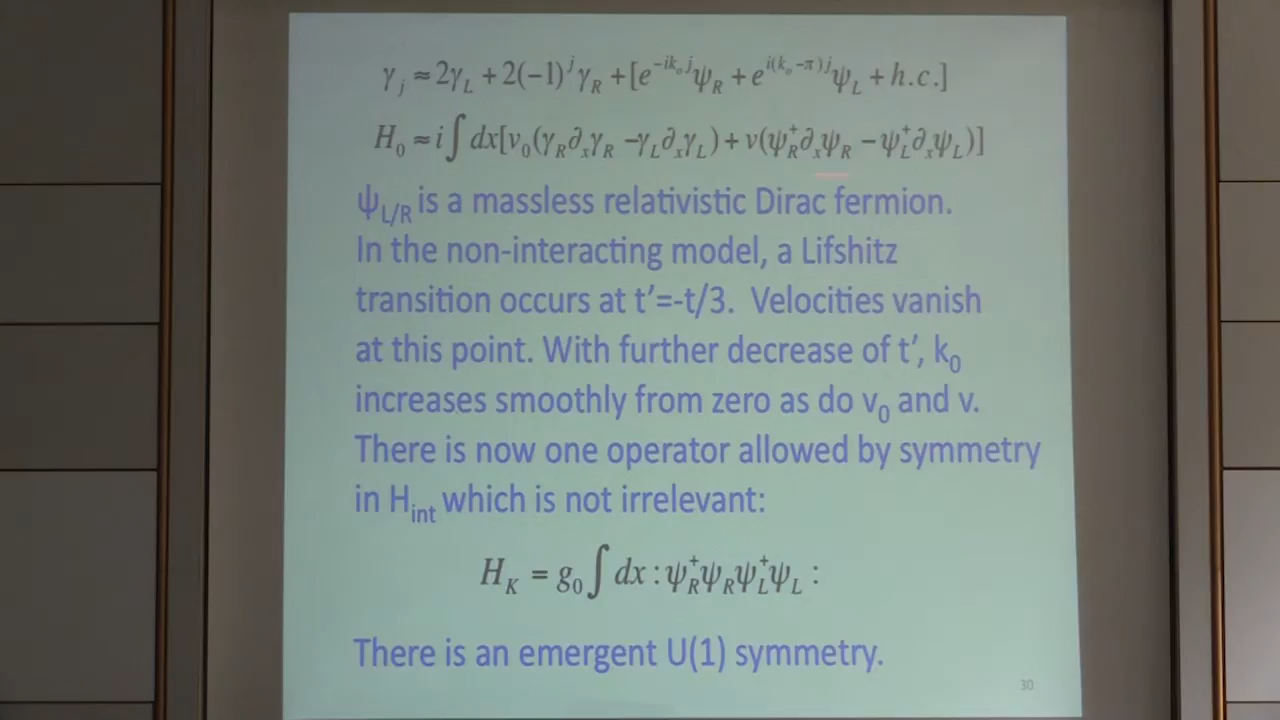 γ_j ≈ 2γ_L + 2(-1)^j γ_R + [e^{-ik_0 j}ψ_R + e^{i(k_0-π)j}ψ_L + h.c.]
H_0 ≈ i∫dx[v_0(γ_R∂_xγ_R - γ_L∂_xγ_L) + v(ψ_R^+∂_xψ_R - ψ_L^+∂_xψ_L)]
ψ_{L/R} is a massless relativistic Dirac fermion.
In the non-interacting model, a Lifshitz
transition occurs at t'=-t/3. Velocities vanish
at this point. With further decrease of t', k_0
increases smoothly from zero as do v_0 and v.
There is now one operator allowed by symmetry
in H_{int} which is not irrelevant:
H_K = g_0∫dx:ψ_R^+ψ_Rψ_L^+ψ_L:
There is an emergent U(1) symmetry.
30